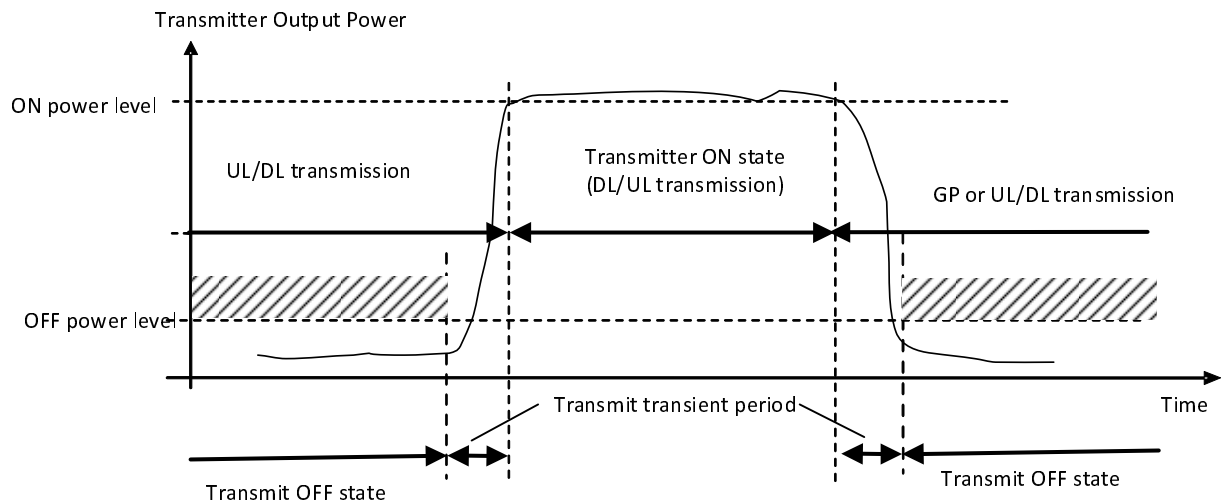 Transmitter Output Power
ON power level
UL/DL transmission
Transmitter ON state
(DL/UL transmission)
GP or UL/DL transmission
OFF power level
Transmit transient period
Time
Transmit OFF state
Transmit OFF state